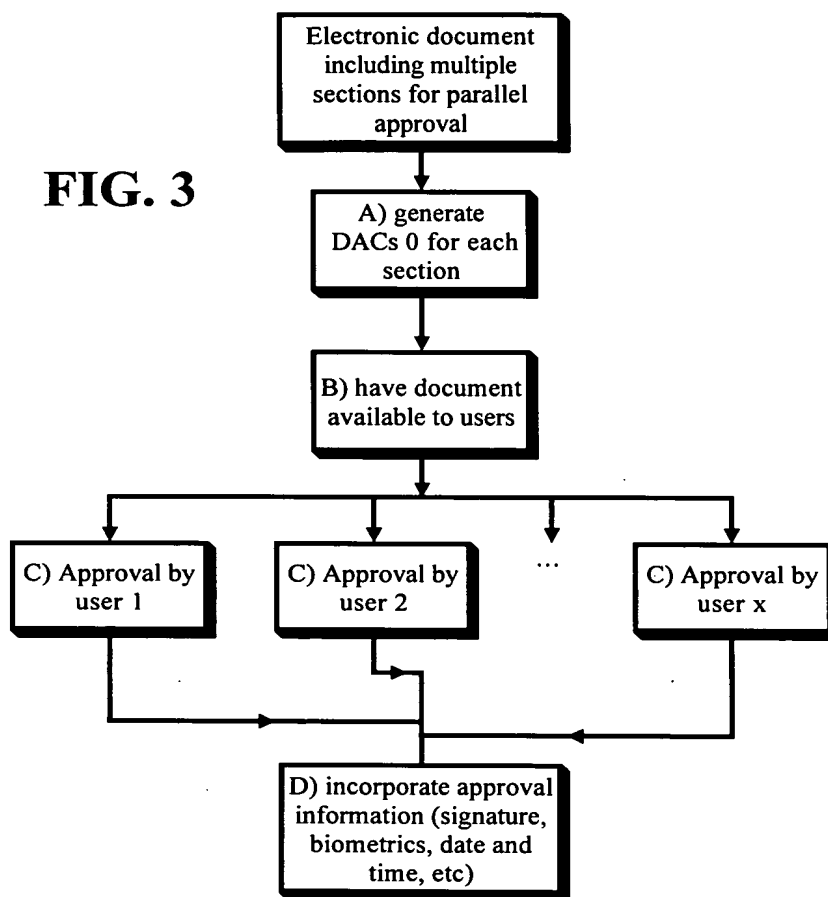 Electronic document
including multiple
sections for parallel
approval
FIG. 3
A) generate
DACs 0 for each
section
B) have document
available to users
C) Approval by
user 1
C) Approval by
user 2
...
C) Approval by
user x
D) incorporate approval
information (signature,
biometrics, date and
time, etc)